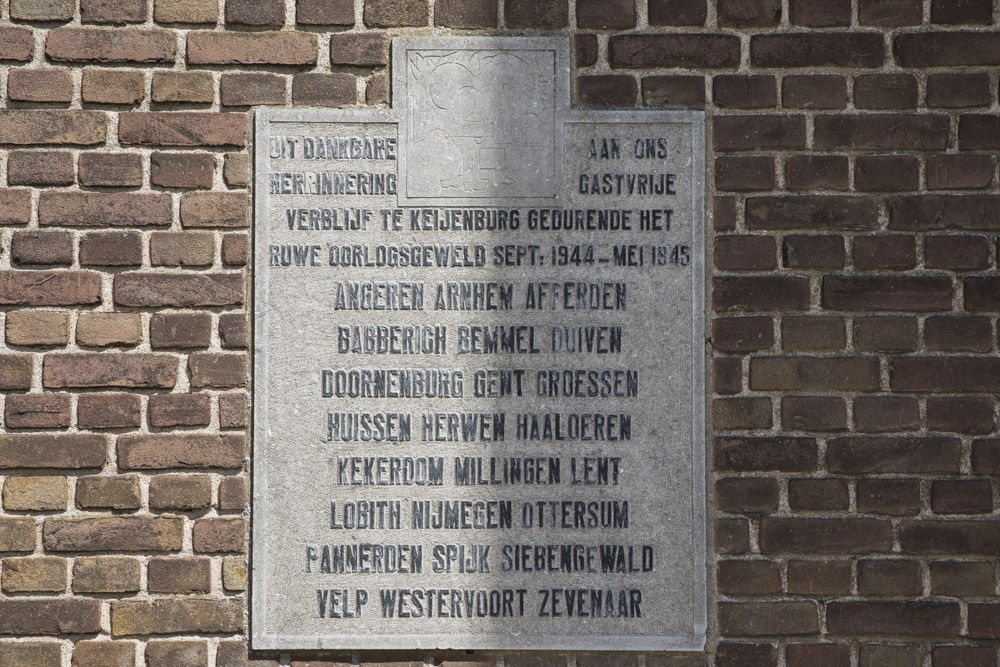 UIT DANKBARE AAN ONS
HERINNERING GASTVRIJE
VERBLIJF TE KEIJENBURG GEDURENDE HET
RUWE OORLOGSGEWELD SEPT: 1944 - MEI 1945
ANGEREN ARNHEM AFFERDEN
BABBERICH BEMMEL DUIVEN
DOORNENBURG GENT GROESSEN
HUISSEN HERWEN HAALDEREN
KEKERDOM MILLINGEN LENT
LOBITH NIJMEGEN OTTERSUM
PANNERDEN SPIJK SIEBENGEWALD
VELP WESTERVOORT ZEVENAAR